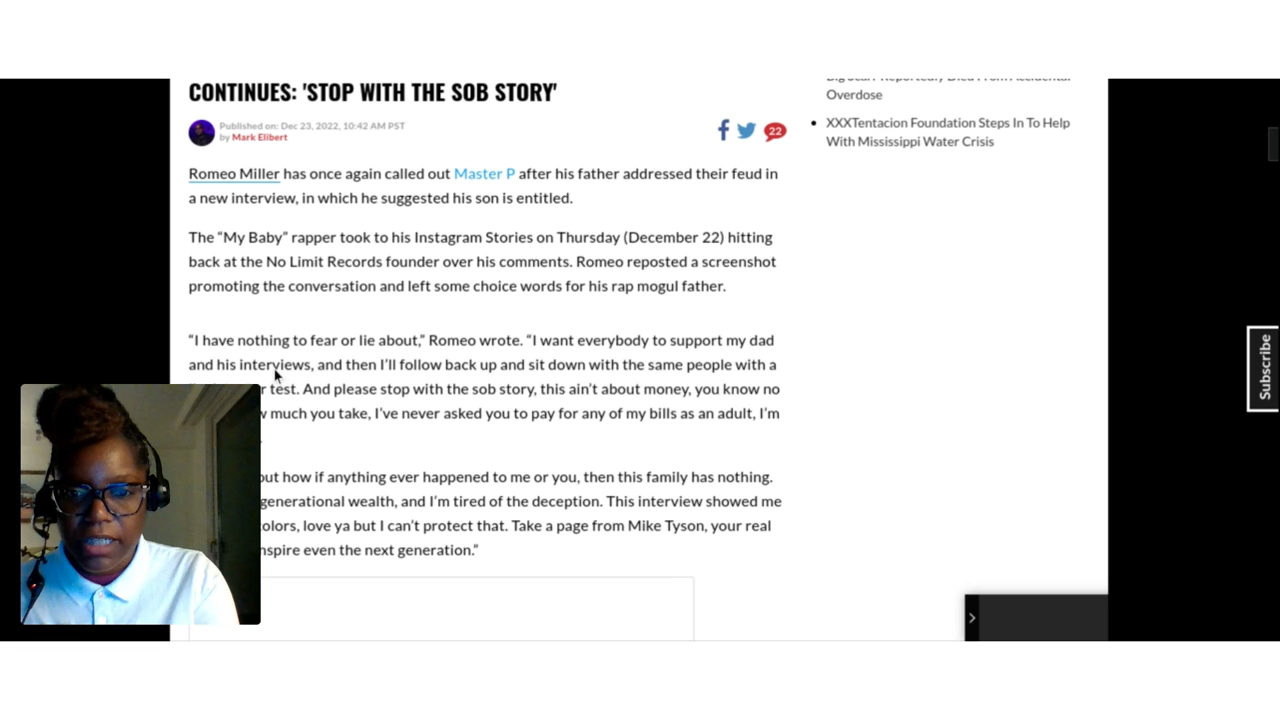 CONTINUES: 'STOP WITH THE SOB STORY'
Published on: Dec 23, 2022, 10:42 AM PST
by Mark Elibert
22
Romeo Miller has once again called out Master P after his father addressed their feud in
a new interview, in which he suggested his son is entitled.
The “My Baby” rapper took to his Instagram Stories on Thursday (December 22) hitting
back at the No Limit Records founder over his comments. Romeo reposted a screenshot
promoting the conversation and left some choice words for his rap mogul father.
“I have nothing to fear or lie about,” Romeo wrote. “I want everybody to support my dad
and his interviews, and then I’ll follow back up and sit down with the same people with a
test. And please stop with the sob story, this ain’t about money, you know no
much you take, I’ve never asked you to pay for any of my bills as an adult, I’m
how if anything ever happened to me or you, then this family has nothing.
generational wealth, and I’m tired of the deception. This interview showed me
love ya but I can’t protect that. Take a page from Mike Tyson, your real
even the next generation.”
Overdose
XXXTentacion Foundation Steps In To Help
With Mississippi Water Crisis
Subscribe